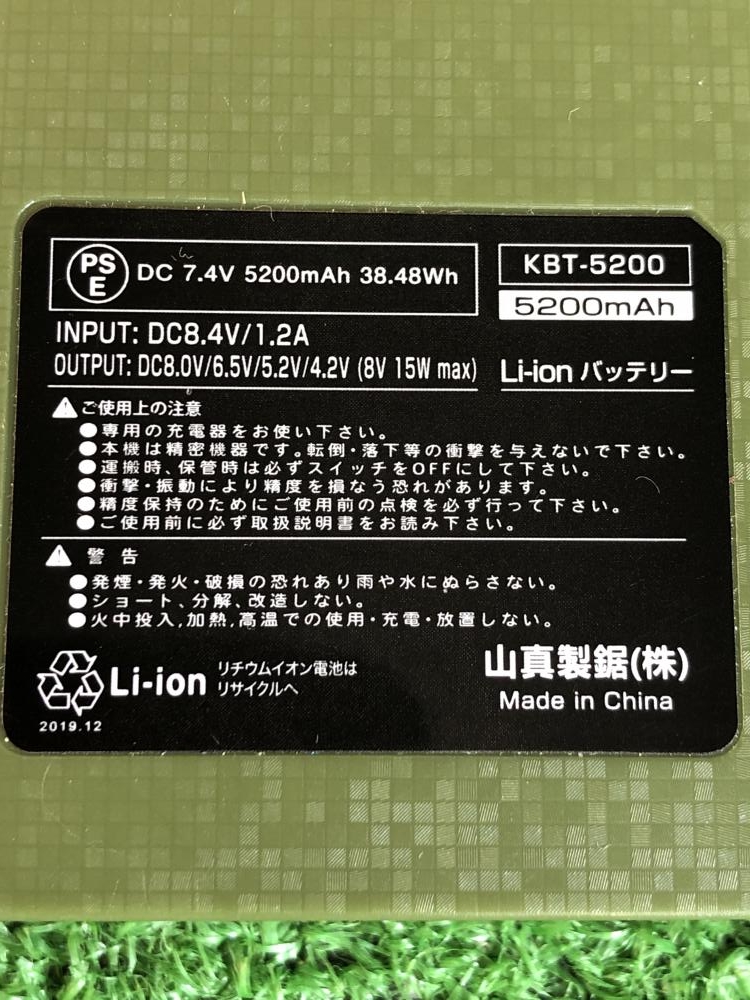 PS
E
DC 7.4V 5200mAh 38.48Wh
KBT-5200
5200mAh
INPUT: DC8.4V/1.2A
OUTPUT: DC8.0V/6.5V/5.2V/4.2V (8V 15W max)
Li-ion バッテリー
ご使用上の注意
●専用の充電器をお使い下さい。
●本機は精密機器です。転倒・落下等の衝撃を与えないで下さい。
●運搬時、保管時は必ずスイッチをOFFにして下さい。
●衝撃・振動により精度を損なう恐れがあります。
●精度保持のためにご使用前の点検を必ず行って下さい。
●ご使用前に必ず取扱説明書をお読み下さい。
警告
●発煙・発火・破損の恐れあり雨や水にぬらさない。
●ショート、分解、改造しない。
●火中投入,加熱,高温での使用・充電・放置しない。
Li-ion
リチウムイオン電池は
リサイクルへ
2019.12
山真製鋸(株)
Made in China